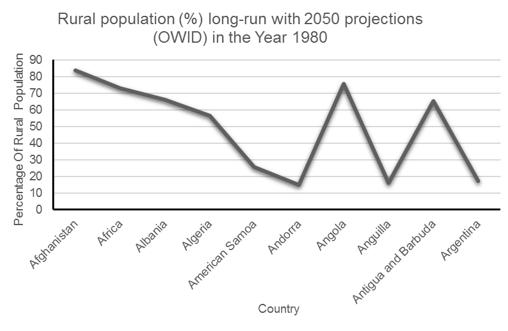 Rural population (%) long-run with 2050 projections
(OWID) in the Year 1980
Percentage Of Rural Population
90
80
70
60
50
40
30
20
10
0
Afghanistan
Africa
Albania
Algeria
American Samoa
Andorra
Angola
Anguilla
Antigua and Barbuda
Argentina
Country